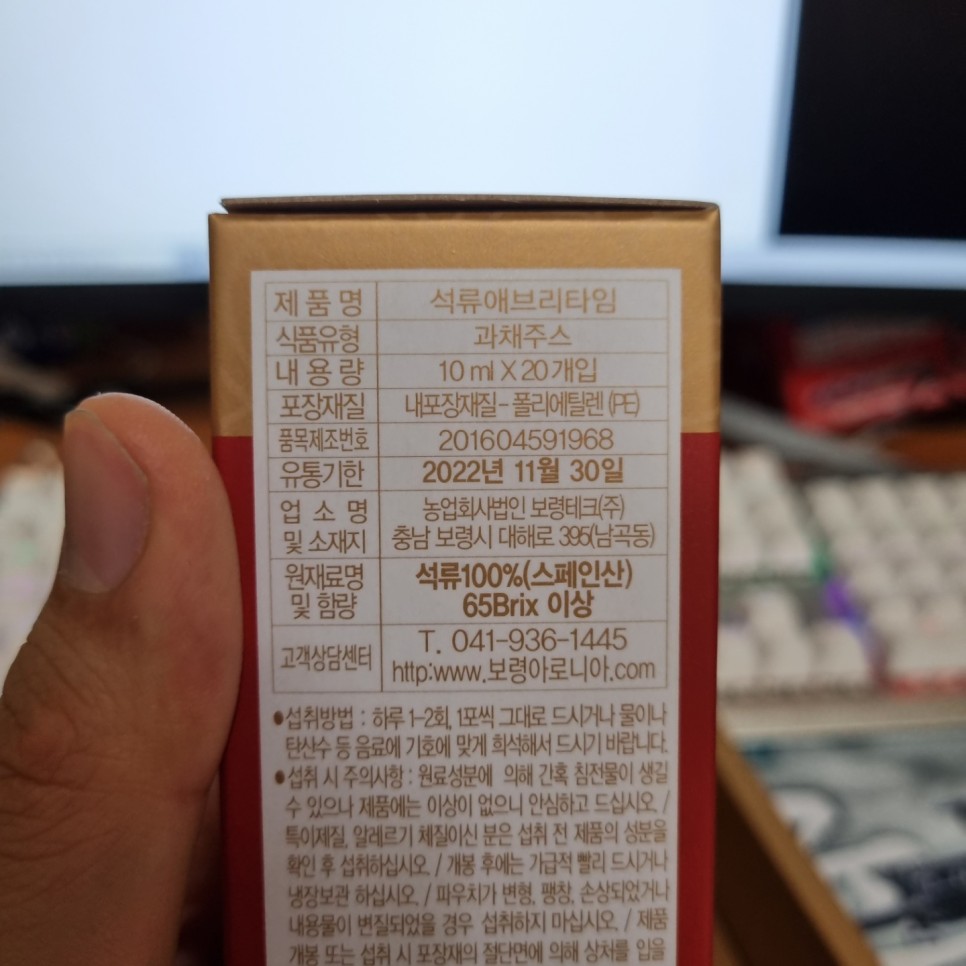 제 품 명 석류애브리타임
식품유형 과채주스
내 용 량 10 ml X 20 개입
포장재질 내포장재질 - 폴리에틸렌 (PE)
품목제조번호 201604591968
유통기한 2022년 11월 30일
업 소 명 농업회사법인 보령테크(주)
및 소재지 충남 보령시 대해로 395(남곡동)
원재료명 석류100%(스페인산)
및 함량 65Brix 이상
고객상담센터 T. 041-936-1445
http:www.보령아로니아.com
•섭취방법 : 하루 1-2회, 1포씩 그대로 드시거나 물이나
탄산수 등 음료에 기호에 맞게 희석해서 드시기 바랍니다.
•섭취 시 주의사항 : 원료성분에 의해 간혹 침전물이 생길
수 있으나 제품에는 이상이 없으니 안심하고 드십시오. /
특이체질, 알레르기 체질이신 분은 섭취 전 제품의 성분을
확인 후 섭취하십시오. / 개봉 후에는 가급적 빨리 드시거나
냉장보관 하십시오. / 파우치가 변형, 팽창, 손상되었거나
내용물이 변질되었을 경우 섭취하지 마십시오. / 제품
개봉 또는 섭취 시 포장재의 절단면에 의해 상처를 입을